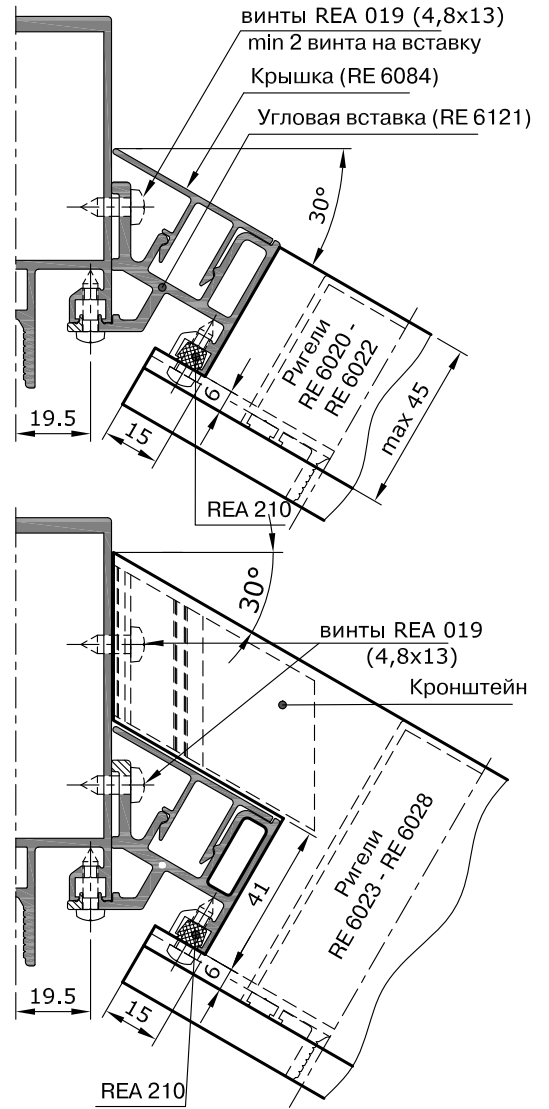 винты REA 019 (4,8х13)
min 2 винта на вставку
Крышка (RE 6084)
Угловая вставка (RE 6121)
30°
Ригели
RE 6020 -
RE 6022
max 45
6
19.5
15
REA 210
30°
винты REA 019
(4,8х13)
Кронштейн
Ригели
RE 6023 - RE 6028
41
6
19.5
15
REA 210